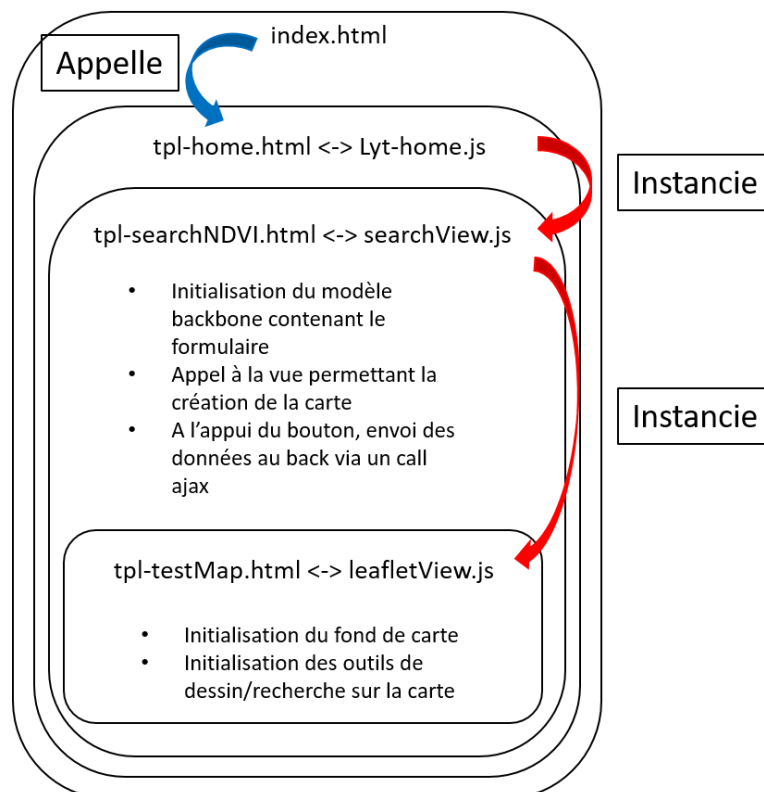 index.html
Appelle
tpl-home.html <-> Lyt-home.js
Instancie
tpl-searchNDVI.html <-> searchView.js
• Initialisation du modèle
backbone contenant le
formulaire
• Appel à la vue permettant la
création de la carte
• A l’appui du bouton, envoi des
données au back via un call
ajax
Instancie
tpl-testMap.html <-> leafletView.js
• Initialisation du fond de carte
• Initialisation des outils de
dessin/recherche sur la carte